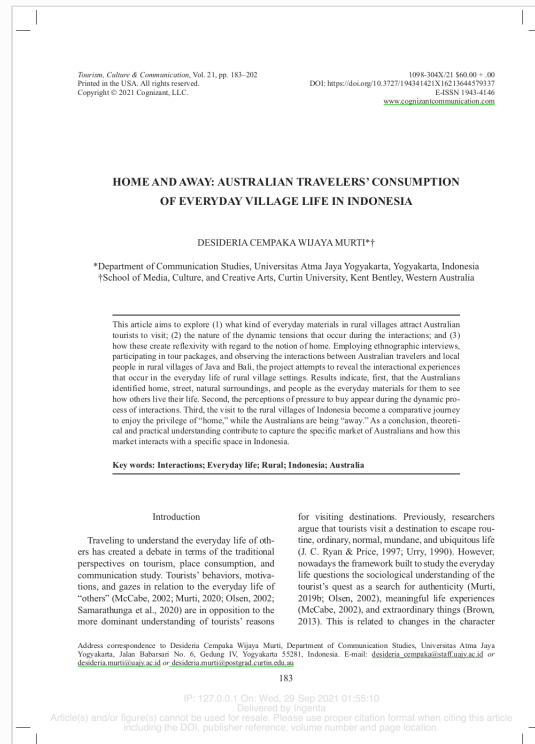 Tourism, Culture & Communication, Vol. 21, pp. 183–202
Printed in the USA. All rights reserved.
Copyright © 2021 Cognizant, LLC.
1098-304X/21 $60.00 + .00
DOI: https://doi.org/10.3727/194341421X16213644579337
E-ISSN 1943-4146
www.cognizantcommunication.com
HOME AND AWAY: AUSTRALIAN TRAVELERS’ CONSUMPTION
OF EVERYDAY VILLAGE LIFE IN INDONESIA
DESIDERIA CEMPAKA WIJAYA MURTI*†
*Department of Communication Studies, Universitas Atma Jaya Yogyakarta, Yogyakarta, Indonesia
†School of Media, Culture, and Creative Arts, Curtin University, Kent Bentley, Western Australia
This article aims to explore (1) what kind of everyday materials in rural villages attract Australian
tourists to visit; (2) the nature of the dynamic tensions that occur during the interactions; and (3)
how these create reflexivity with regard to the notion of home. Employing ethnographic interviews,
participating in tour packages, and observing the interactions between Australian travelers and local
people in rural villages of Java and Bali, the project attempts to reveal the interactional experiences
that occur in the everyday life of rural village settings. Results indicate, first, that the Australians
identified home, street, natural surroundings, and people as the everyday materials for them to see
how others live their life. Second, the perceptions of pressure to buy appear during the dynamic pro-
cess of interactions. Third, the visit to the rural villages of Indonesia become a comparative journey
to enjoy the privilege of “home,” while the Australians are being “away.” As a conclusion, theoreti-
cal and practical understanding contribute to capture the specific market of Australians and how this
market interacts with a specific space in Indonesia.
Key words: Interactions; Everyday life; Rural; Indonesia; Australia
Introduction
Traveling to understand the everyday life of oth-
ers has created a debate in terms of the traditional
perspectives on tourism, place consumption, and
communication study. Tourists’ behaviors, motiva-
tions, and gazes in relation to the everyday life of
“others” (McCabe, 2002; Murti, 2020; Olsen, 2002;
Samarathunga et al., 2020) are in opposition to the
more dominant understanding of tourists’ reasons
for visiting destinations. Previously, researchers
argue that tourists visit a destination to escape rou-
tine, ordinary, normal, mundane, and ubiquitous life
(J. C. Ryan & Price, 1997; Urry, 1990). However,
nowadays the framework built to study the everyday
life questions the sociological understanding of the
tourist’s quest as a search for authenticity (Murti,
2019b; Olsen, 2002), meaningful life experiences
(McCabe, 2002), and extraordinary things (Brown,
2013). This is related to changes in the character
Address correspondence to Desideria Cempaka Wijaya Murti, Department of Communication Studies, Universitas Atma Jaya
Yogyakarta, Jalan Babarsari No. 6, Gedung IV, Yogyakarta 55281, Indonesia. E-mail: desideria_cempaka@staff.uajy.ac.id or
desideria.murti@uajy.ac.id or desideria.murti@postgrad.curtin.edu.au
183
IP: 127.0.0.1 On: Wed, 29 Sep 2021 01:55:10
Delivered by Ingenta
Article(s) and/or figure(s) cannot be used for resale. Please use proper citation format when citing this article
including the DOI, publisher reference, volume number and page location.